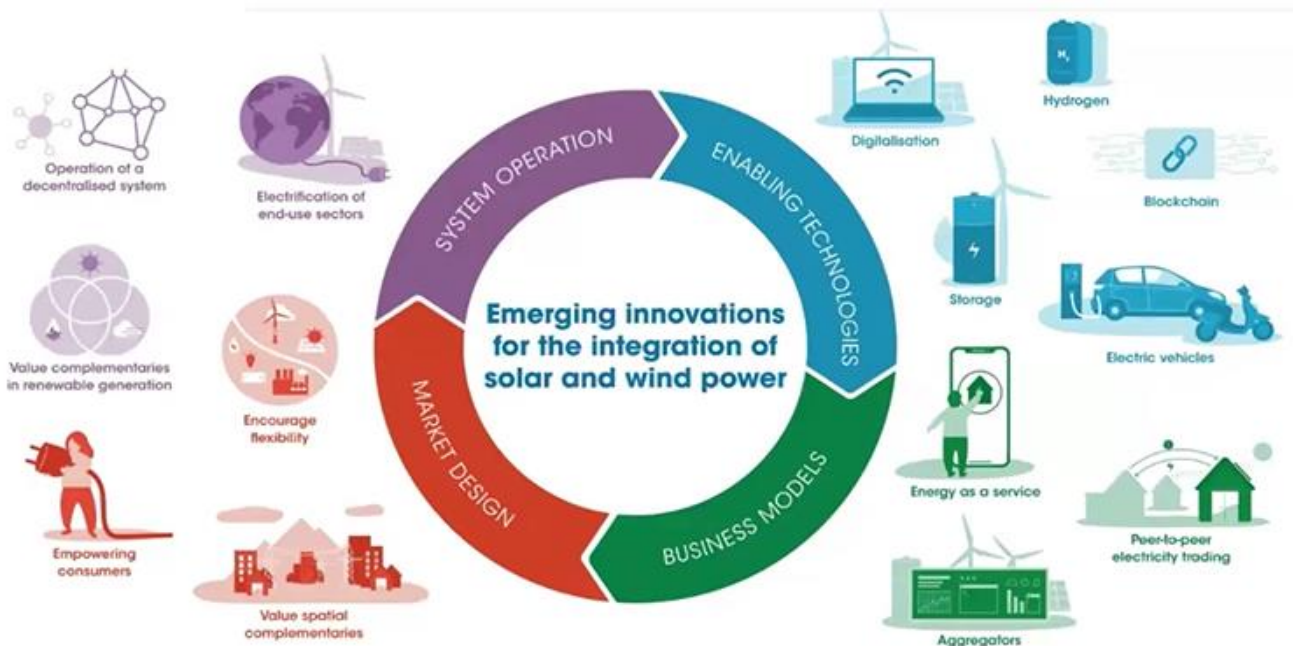 Operation of a
decentralised system
Electrification of
end-use sectors
Value complementaries
in renewable generation
Encourage
flexibility
Empowering
consumers
Value spatial
complementaries
SYSTEM OPERATION
ENABLING TECHNOLOGIES
BUSINESS MODELS
MARKET DESIGN
Emerging innovations
for the integration of
solar and wind power
Digitalisation
H₂
Hydrogen
Blockchain
Storage
Electric vehicles
Energy as a service
Peer-to-peer
electricity trading
Aggregators